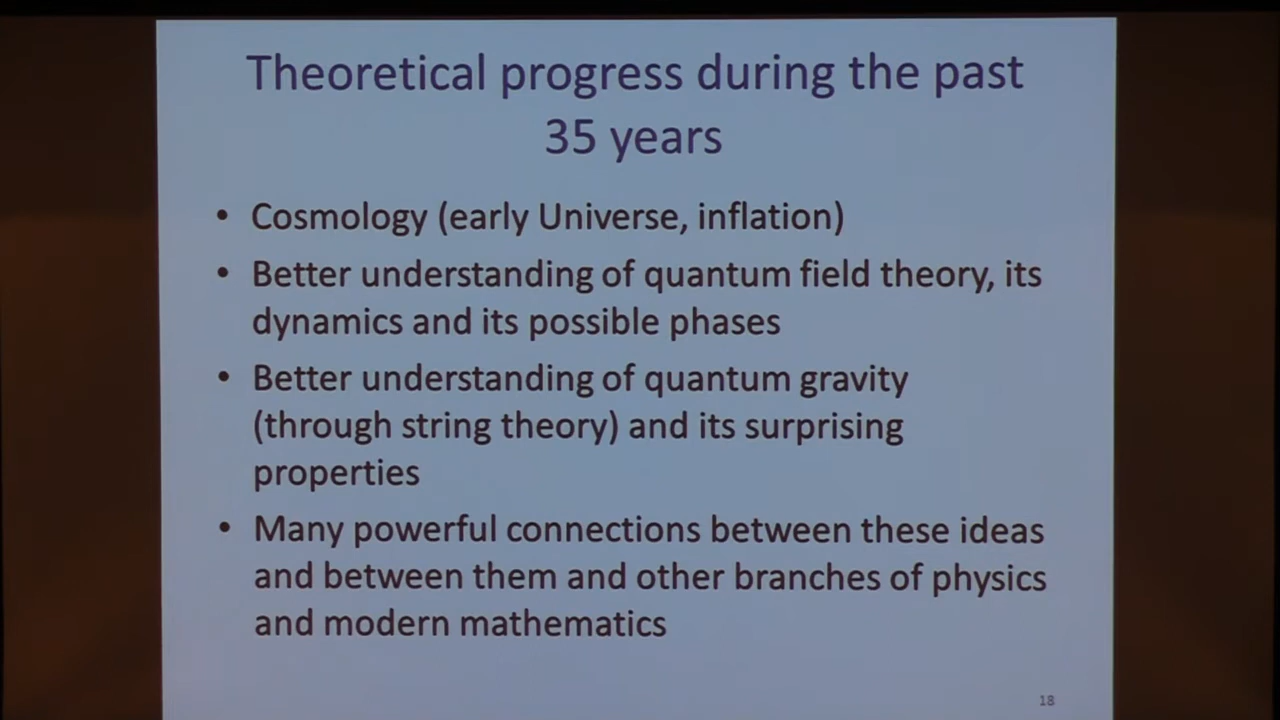 Theoretical progress during the past
35 years
• Cosmology (early Universe, inflation)
• Better understanding of quantum field theory, its
dynamics and its possible phases
• Better understanding of quantum gravity
(through string theory) and its surprising
properties
• Many powerful connections between these ideas
and between them and other branches of physics
and modern mathematics
18